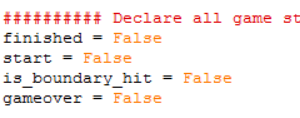 ########## Declare all game st
finished = False
start = False
is_boundary_hit = False
gameover = False